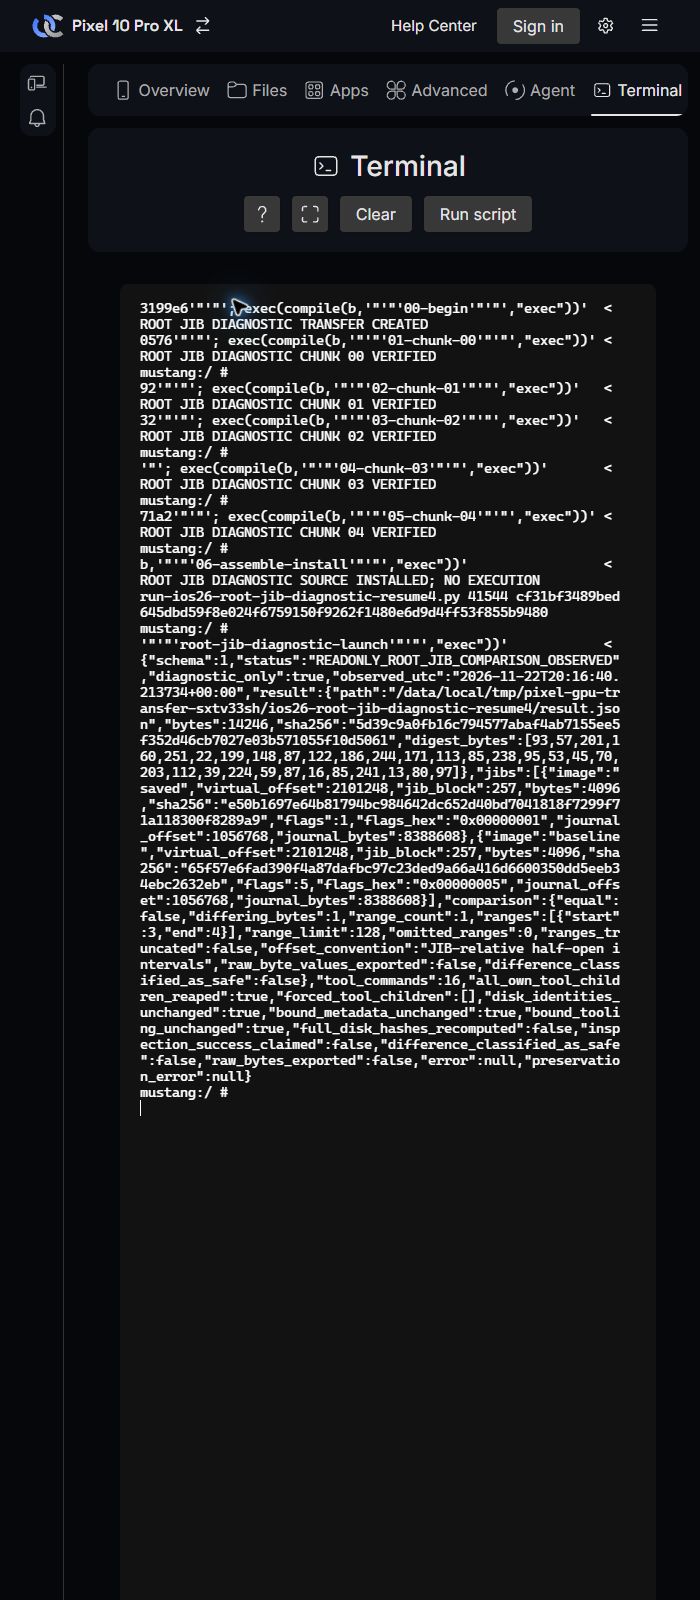 Pixel 10 Pro XL
Help Center
Sign in
Overview
Files
Apps
Advanced
Agent
Terminal
Terminal
?
Clear
Run script
3199e6'"'"'; exec(compile(b,'"'"'00-begin'"'"',"exec"))'  <
ROOT JIB DIAGNOSTIC TRANSFER CREATED
0576'"'"'; exec(compile(b,'"'"'01-chunk-00'"'"',"exec"))' <
ROOT JIB DIAGNOSTIC CHUNK 00 VERIFIED
mustang:/ #
92'"'"'; exec(compile(b,'"'"'02-chunk-01'"'"',"exec"))'   <
ROOT JIB DIAGNOSTIC CHUNK 01 VERIFIED
32'"'"'; exec(compile(b,'"'"'03-chunk-02'"'"',"exec"))'   <
ROOT JIB DIAGNOSTIC CHUNK 02 VERIFIED
mustang:/ #
'"'; exec(compile(b,'"'"'04-chunk-03'"'"',"exec"))'       <
ROOT JIB DIAGNOSTIC CHUNK 03 VERIFIED
mustang:/ #
71a2'"'"'; exec(compile(b,'"'"'05-chunk-04'"'"',"exec"))' <
ROOT JIB DIAGNOSTIC CHUNK 04 VERIFIED
mustang:/ #
b,'"'"'06-assemble-install'"'"',"exec"))'                 <
ROOT JIB DIAGNOSTIC SOURCE INSTALLED; NO EXECUTION
run-ios26-root-jib-diagnostic-resume4.py 41544 cf31bf3489bed
645dbd59f8e024f6759150f9262f1480e6d9d4ff53f855b9480
mustang:/ #
'"'"'root-jib-diagnostic-launch'"'"',"exec"))'            <
{"schema":1,"status":"READONLY_ROOT_JIB_COMPARISON_OBSERVED"
,"diagnostic_only":true,"observed_utc":"2026-11-22T20:16:40.
213734+00:00","result":{"path":"/data/local/tmp/pixel-gpu-tr
ansfer-sxtv33sh/ios26-root-jib-diagnostic-resume4/result.jso
n","bytes":14246,"sha256":"5d39c9a0fb16c794577abaf4ab7155ee5
f352d46cb7027e03b571055f10d5061","digest_bytes":[93,57,201,1
60,251,22,199,148,87,122,186,244,171,113,85,238,95,53,45,70,
203,112,39,224,59,87,16,85,241,13,80,97]},"jibs":[{"image":"
saved","virtual_offset":2101248,"jib_block":257,"bytes":4096
,"sha256":"e50b1697e64b81794bc984642dc652d40bd7041818f7299f7
1a118300f8289a9","flags":1,"flags_hex":"0x00000001","journal
_offset":1056768,"journal_bytes":8388608},{"image":"baseline
","virtual_offset":2101248,"jib_block":257,"bytes":4096,"sha
256":"65f57e6fad390f4a87dafbc97c23ded9a66a416d6600350dd5eeb3
4ebc2632eb","flags":5,"flags_hex":"0x00000005","journal_offs
et":1056768,"journal_bytes":8388608}],"comparison":{"equal":
false,"differing_bytes":1,"range_count":1,"ranges":[{"start"
:3,"end":4}],"range_limit":128,"omitted_ranges":0,"ranges_tr
uncated":false,"offset_convention":"JIB-relative half-open i
ntervals","raw_byte_values_exported":false,"difference_class
ified_as_safe":false},"tool_commands":16,"all_own_tool_child
ren_reaped":true,"forced_tool_children":[],"disk_identities_
unchanged":true,"bound_metadata_unchanged":true,"bound_tooli
ng_unchanged":true,"full_disk_hashes_recomputed":false,"insp
ection_success_claimed":false,"difference_classified_as_safe
":false,"raw_bytes_exported":false,"error":null,"preservatio
n_error":null}
mustang:/ #